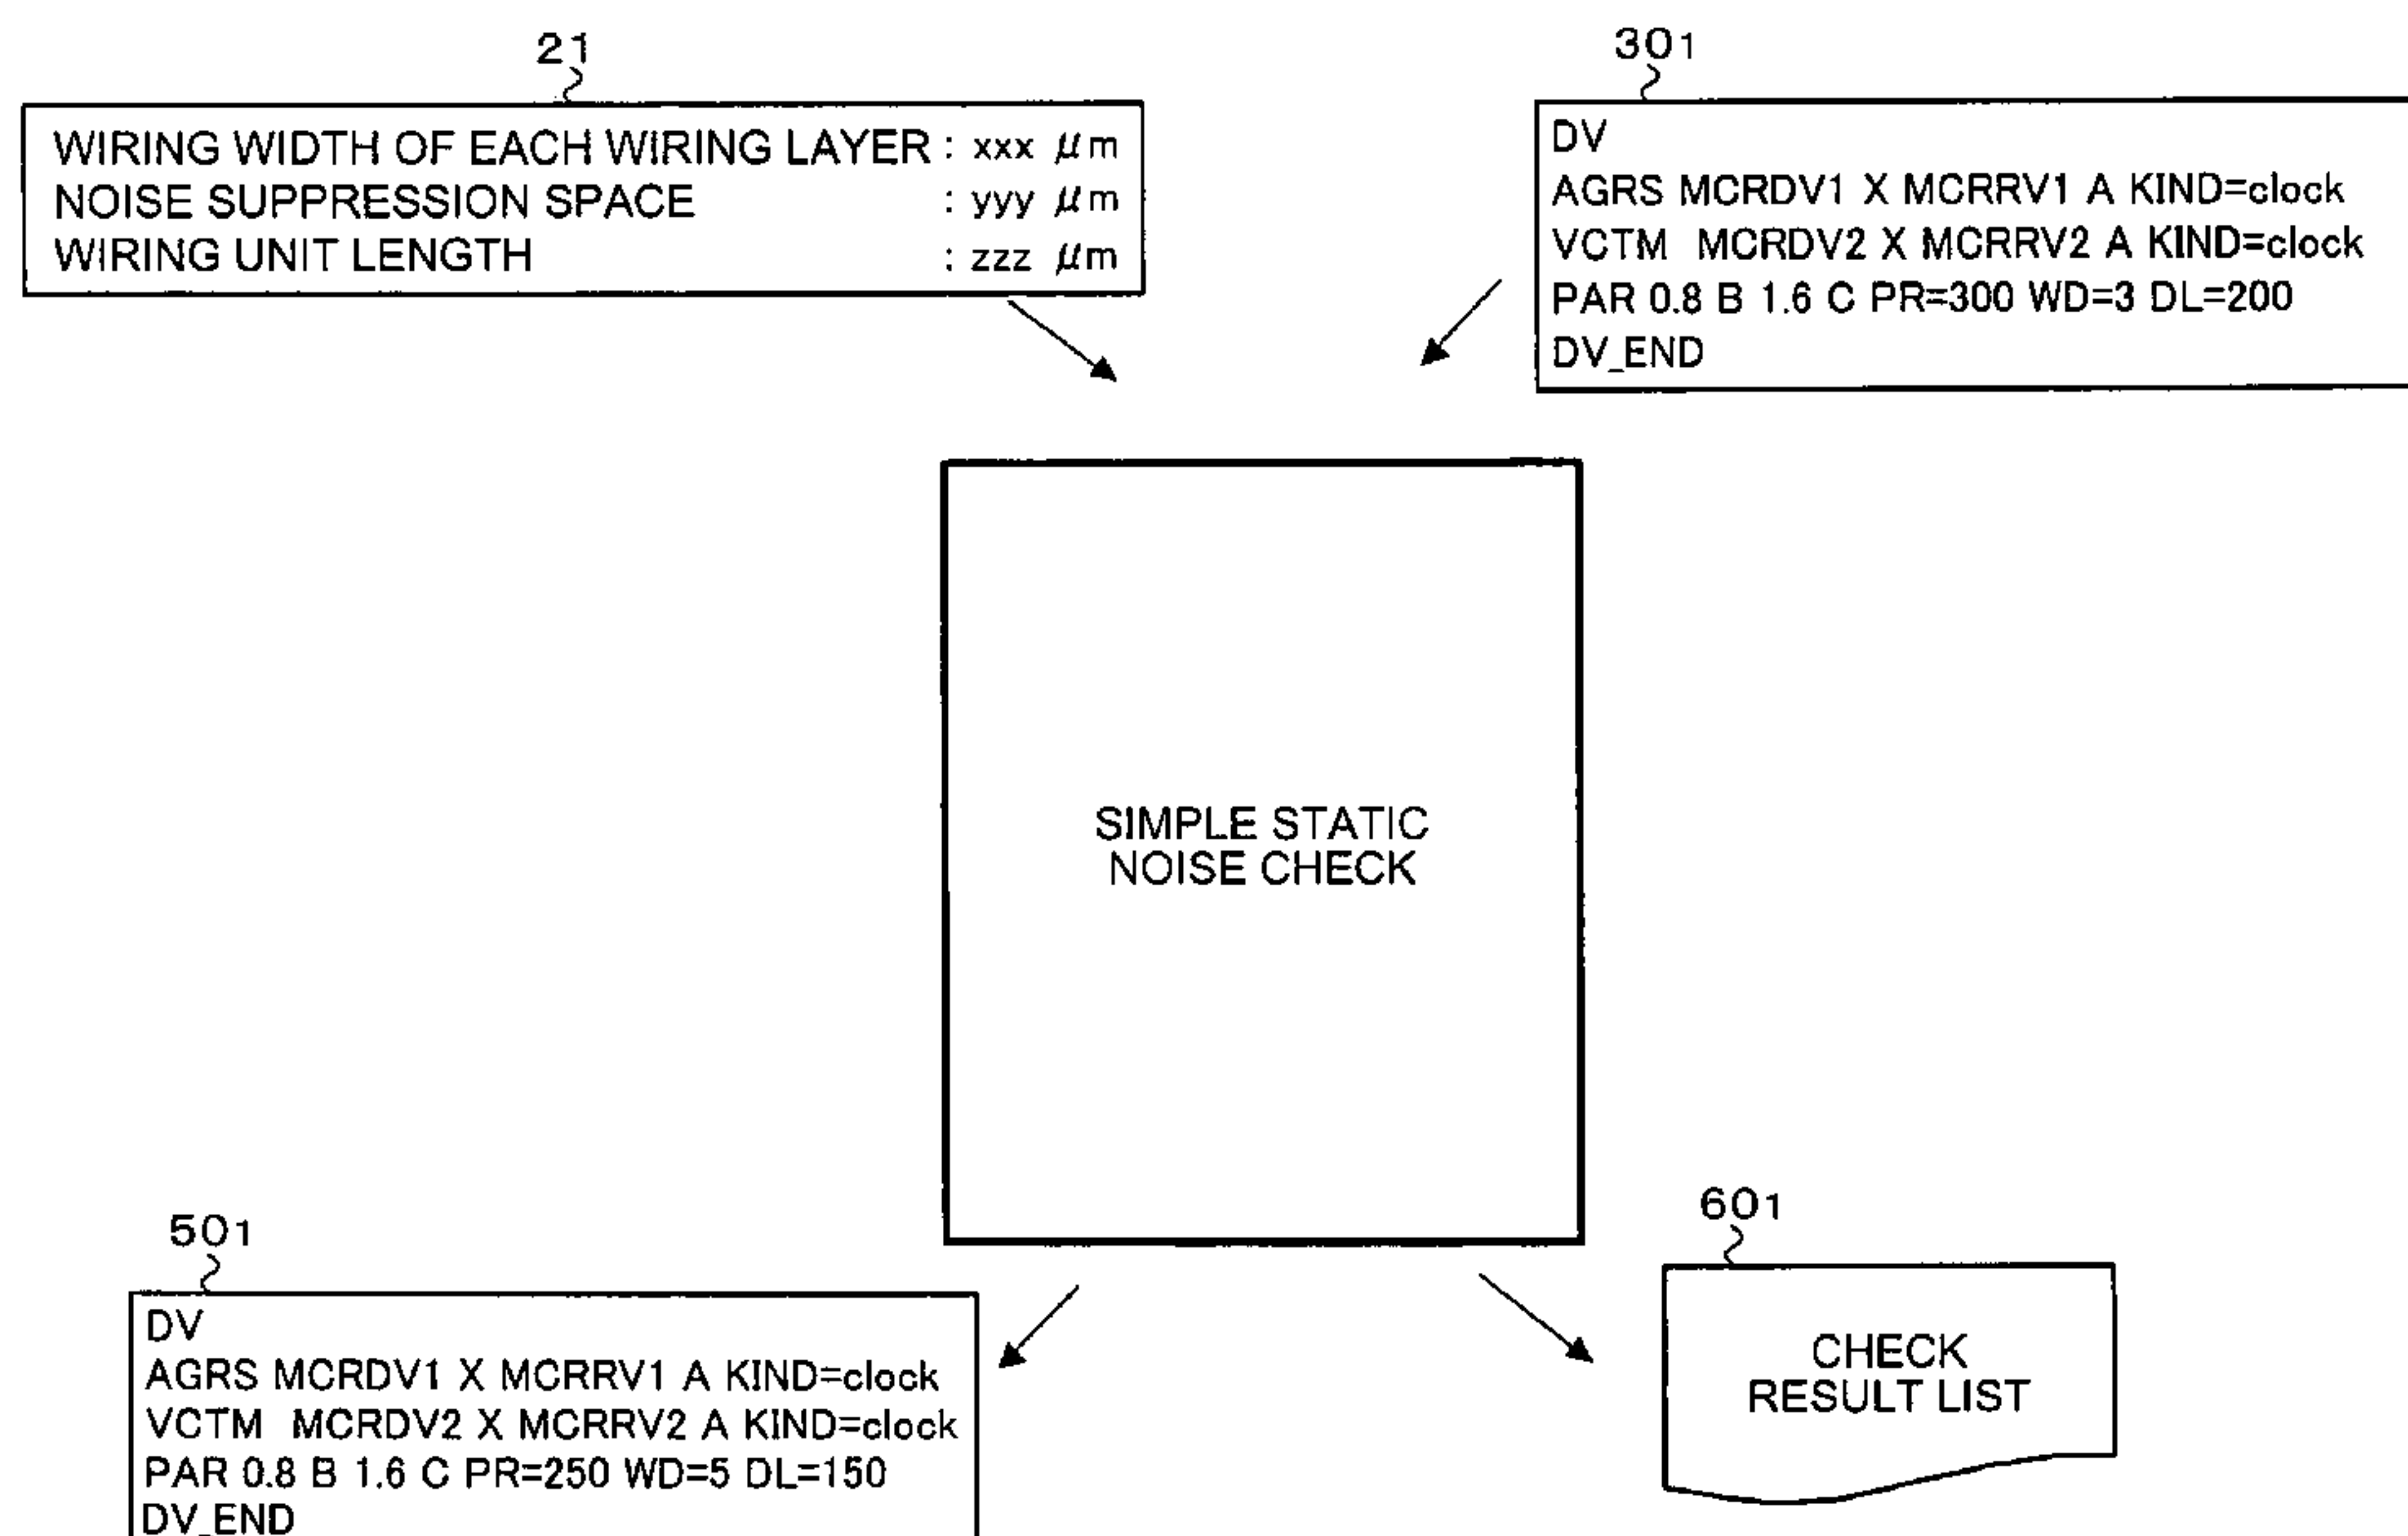 21
WIRING WIDTH OF EACH WIRING LAYER : xxx μm
NOISE SUPPRESSION SPACE : yyy μm
WIRING UNIT LENGTH : zzz μm
301
DV
AGRS MCRDV1 X MCRRV1 A KIND=clock
VCTM MCRDV2 X MCRRV2 A KIND=clock
PAR 0.8 B 1.6 C PR=300 WD=3 DL=200
DV_END
SIMPLE STATIC
NOISE CHECK
501
DV
AGRS MCRDV1 X MCRRV1 A KIND=clock
VCTM MCRDV2 X MCRRV2 A KIND=clock
PAR 0.8 B 1.6 C PR=250 WD=5 DL=150
DV_END
601
CHECK
RESULT LIST